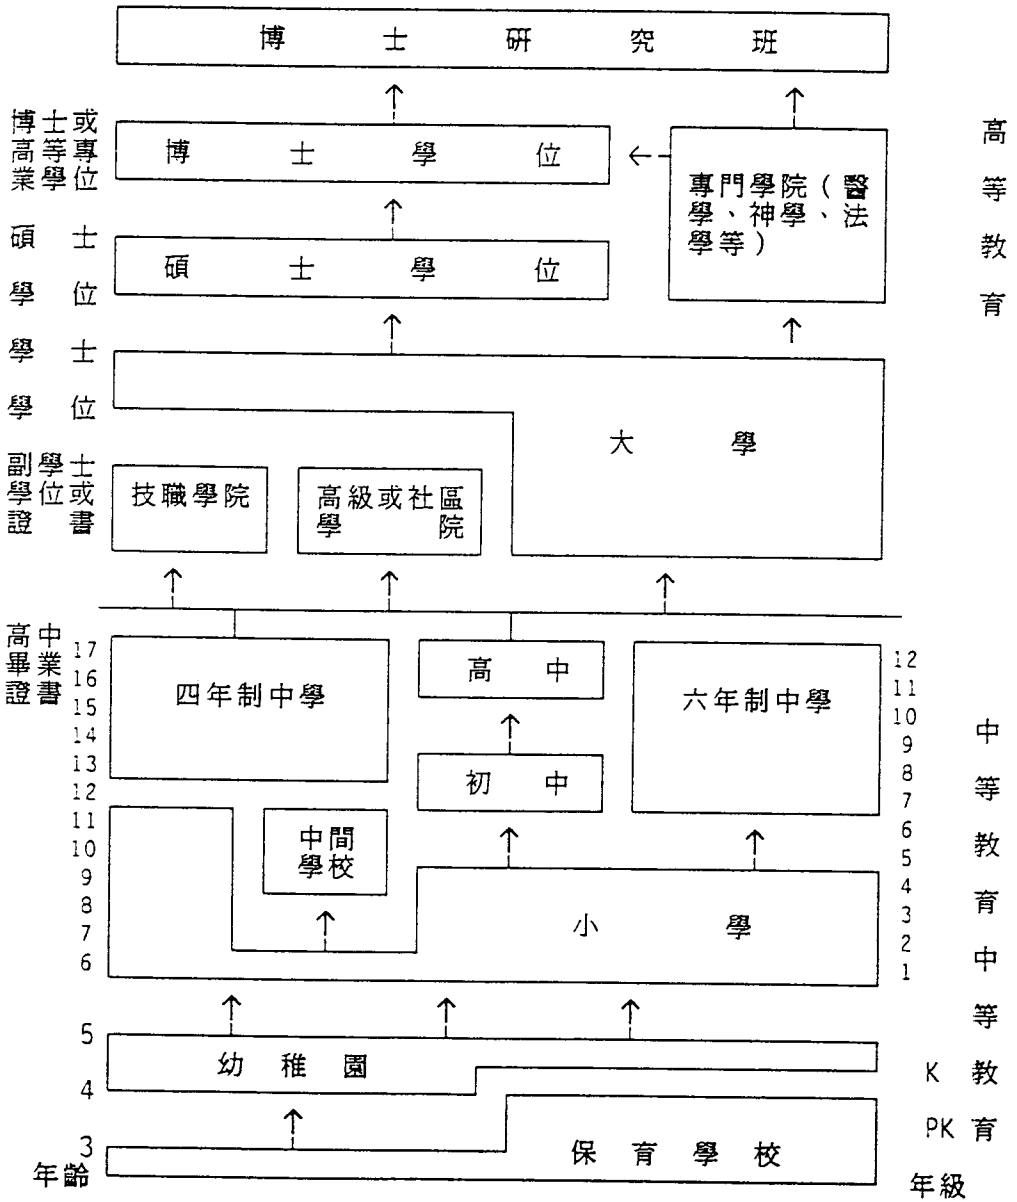 博士研究班
博士或
高等專
業學位
博士學位
專門學院（醫
學、神學、法
學等）
高
等
教
育
碩士
學位
碩士學位
學士
學位
大學
副學士
學位或
證書
技職學院
高級或社區
學院
高中
畢業
證書
17
16
15
14
13
12
11
10
9
8
7
6
5
4
3
年齡
四年制中學
高中
初中
六年制中學
中間
學校
小學
幼稚園
保育學校
12
11
10
9
8
7
6
5
4
3
2
1
K
PK
年級
中
等
教
育
中
等
教
育